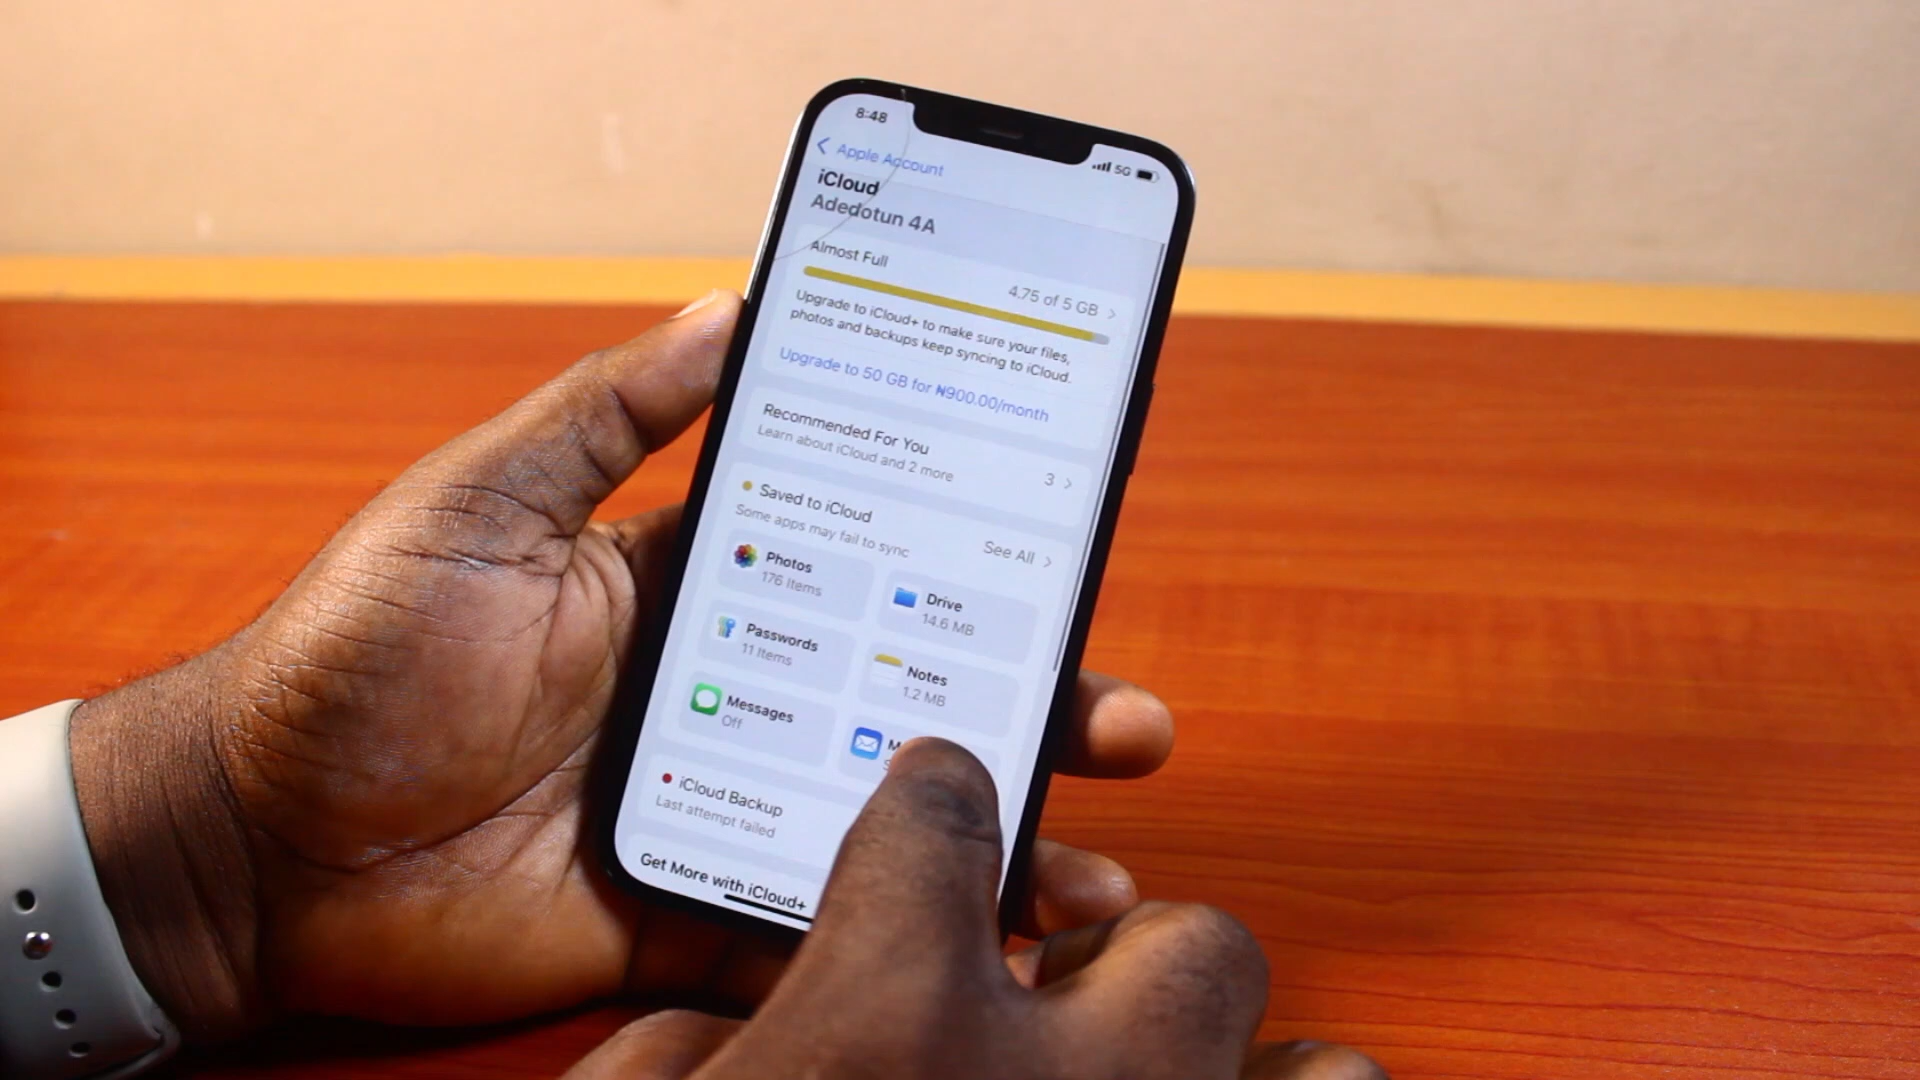 8:48
5G
Apple Account
iCloud
Adedotun 4A
Almost Full
4.75 of 5 GB
Upgrade to iCloud+ to make sure your files,
photos and backups keep syncing to iCloud.
Upgrade to 50 GB for ₦900.00/month
Recommended For You
Learn about iCloud and 2 more
3
Saved to iCloud
Some apps may fail to sync
See All
Photos
176 Items
Drive
14.6 MB
Passwords
11 Items
Notes
1.2 MB
Messages
Off
iCloud Backup
Last attempt failed
Get More with iCloud+